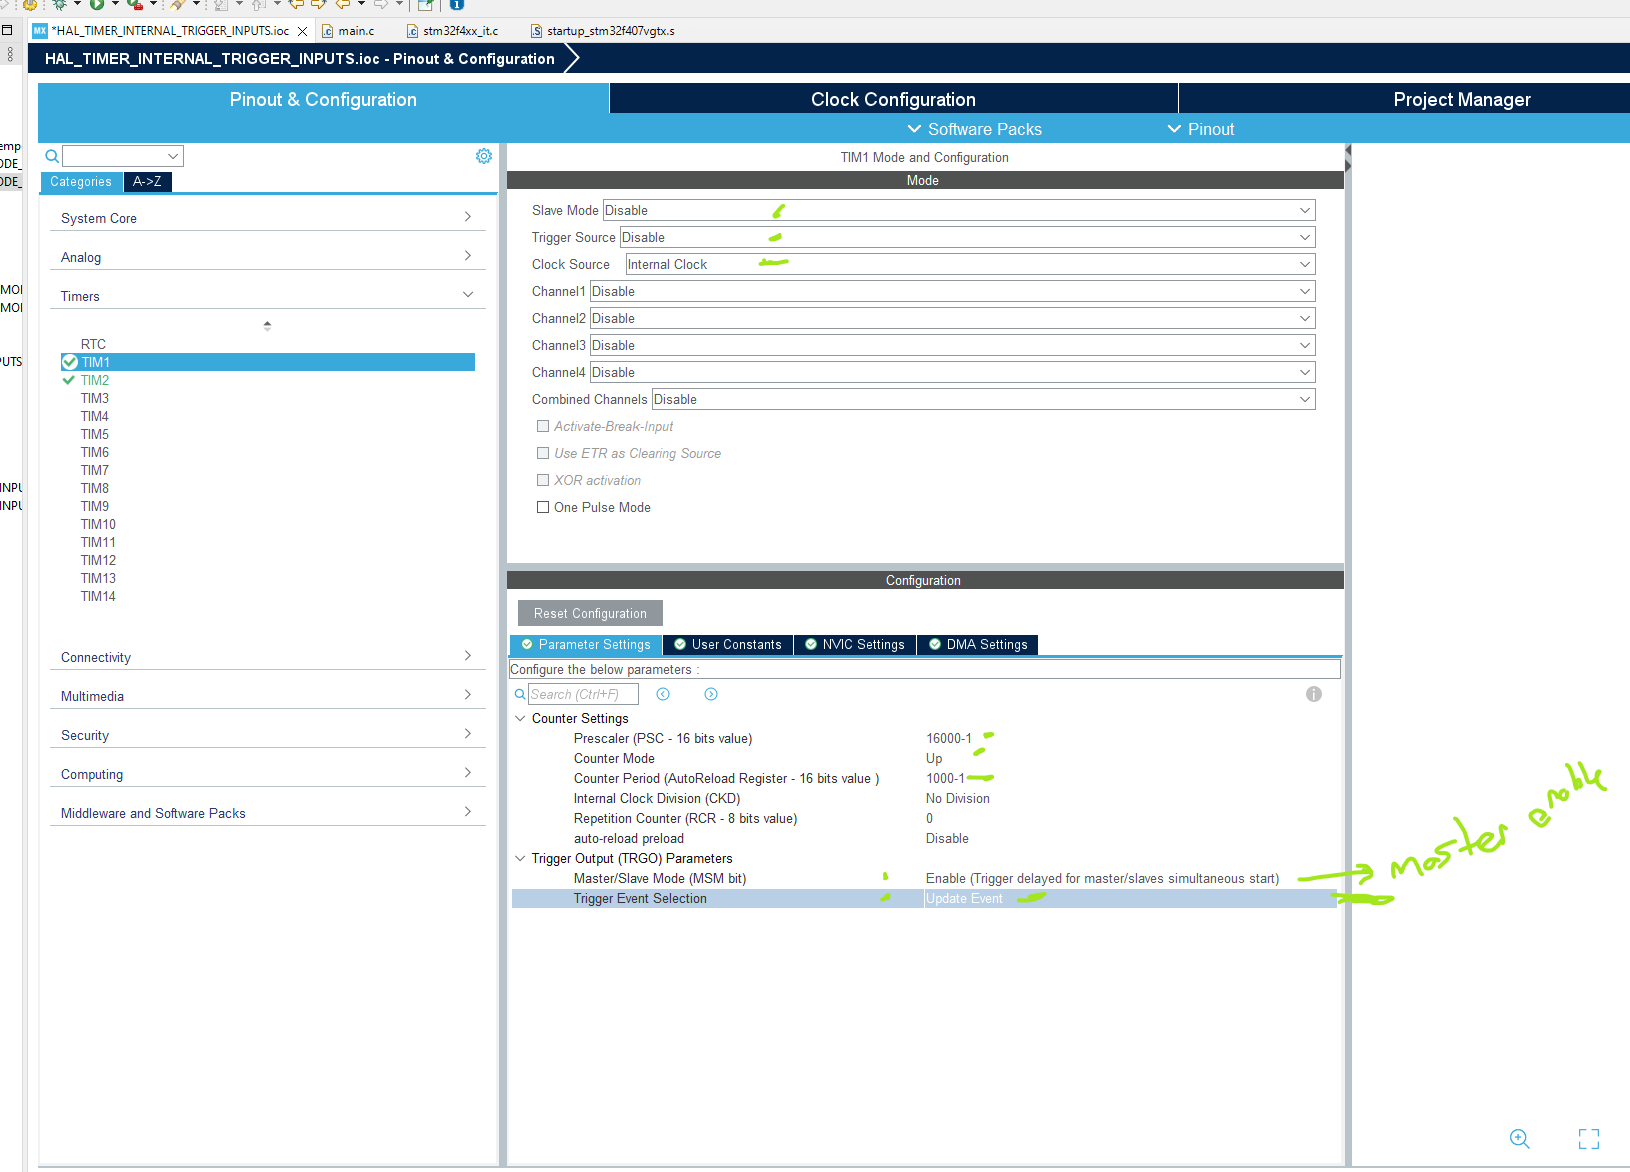 *HAL_TIMER_INTERNAL_TRIGGER_INPUTS.ioc
main.c
stm32f4xx_it.c
startup_stm32f407vgtx.s
HAL_TIMER_INTERNAL_TRIGGER_INPUTS.ioc - Pinout & Configuration
Pinout & Configuration
Clock Configuration
Project Manager
Software Packs
Pinout
Categories
A->Z
System Core
Analog
Timers
RTC
TIM1
TIM2
TIM3
TIM4
TIM5
TIM6
TIM7
TIM8
TIM9
TIM10
TIM11
TIM12
TIM13
TIM14
Connectivity
Multimedia
Security
Computing
Middleware and Software Packs
TIM1 Mode and Configuration
Mode
Slave Mode Disable
Trigger Source Disable
Clock Source Internal Clock
Channel1 Disable
Channel2 Disable
Channel3 Disable
Channel4 Disable
Combined Channels Disable
Activate-Break-Input
Use ETR as Clearing Source
XOR activation
One Pulse Mode
Configuration
Reset Configuration
Parameter Settings
User Constants
NVIC Settings
DMA Settings
Configure the below parameters :
Search (Ctrl+F)
Counter Settings
Prescaler (PSC - 16 bits value) 16000-1
Counter Mode Up
Counter Period (AutoReload Register - 16 bits value ) 1000-1
Internal Clock Division (CKD) No Division
Repetition Counter (RCR - 8 bits value) 0
auto-reload preload Disable
Trigger Output (TRGO) Parameters
Master/Slave Mode (MSM bit) Enable (Trigger delayed for master/slaves simultaneous start)
Trigger Event Selection Update Event
master enable